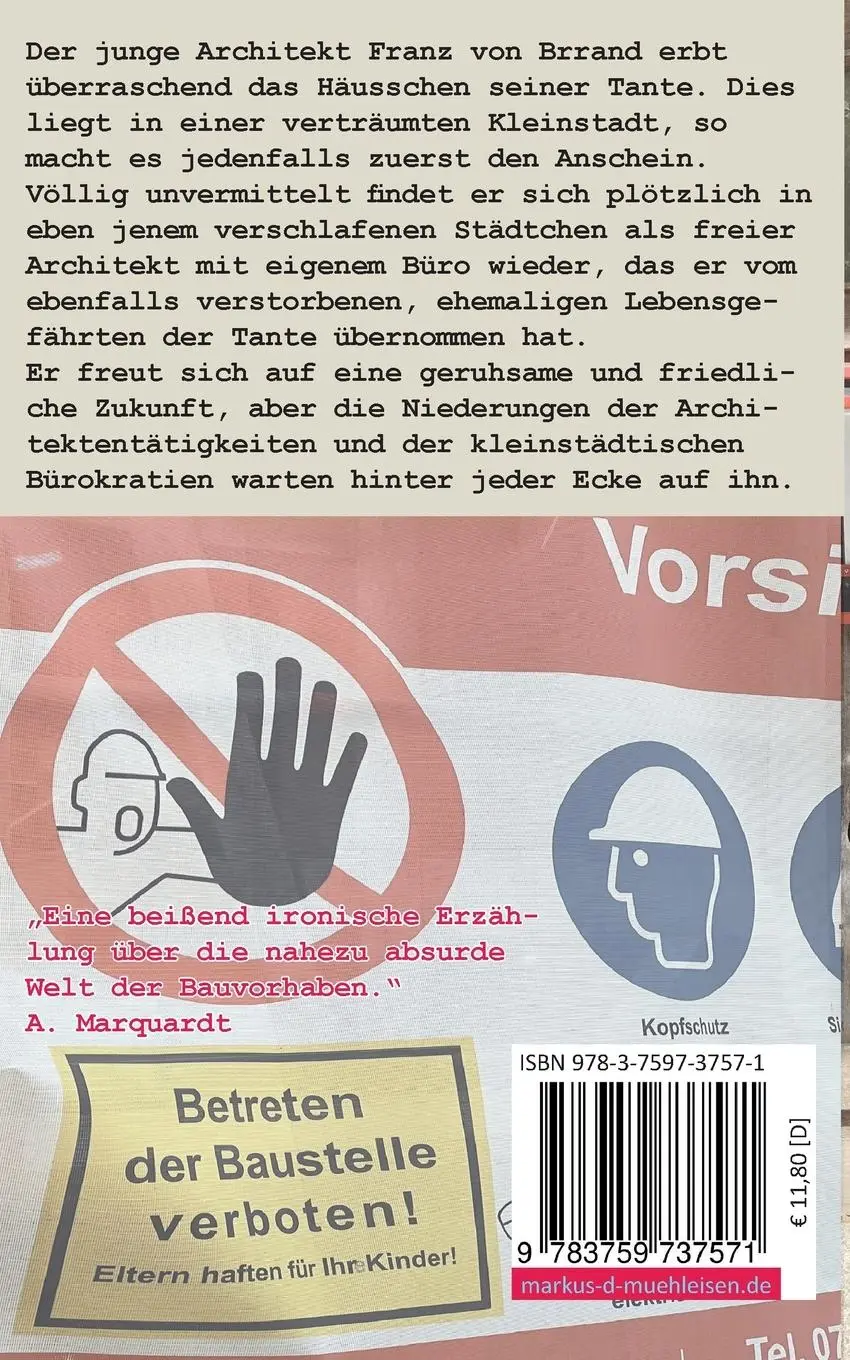 Der junge Architekt Franz von Brrand erbt
überraschend das Häusschen seiner Tante. Dies
liegt in einer verträumten Kleinstadt, so
macht es jedenfalls zuerst den Anschein.
Völlig unvermittelt findet er sich plötzlich in
eben jenem verschlafenen Städtchen als freier
Architekt mit eigenem Büro wieder, das er vom
ebenfalls verstorbenen, ehemaligen Lebensge-
fährten der Tante übernommen hat.
Er freut sich auf eine geruhsame und friedli-
che Zukunft, aber die Niederungen der Archi-
tektentätigkeiten und der kleinstädtischen
Bürokratien warten hinter jeder Ecke auf ihn.
Vorsi
„Eine beißend ironische Erzäh-
lung über die nahezu absurde
Welt der Bauvorhaben.“
A. Marquardt
Kopfschutz
Betreten
der Baustelle
verboten!
Eltern haften für Ihre Kinder!
ISBN 978-3-7597-3757-1
€ 11,80 [D]
9 783759 737571
markus-d-muehleisen.de
Tel. 07